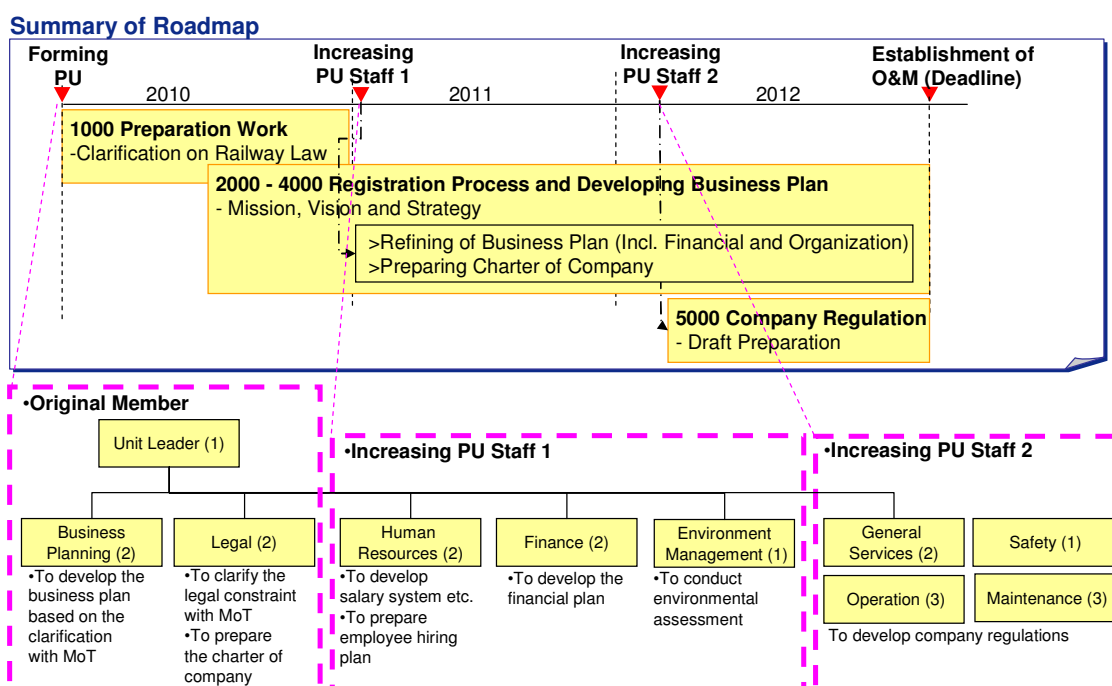 Summary of Roadmap
Forming
PU
Increasing
PU Staff 1
Increasing
PU Staff 2
Establishment of
O&M (Deadline)
2010
2011
2012
1000 Preparation Work
-Clarification on Railway Law
2000 - 4000 Registration Process and Developing Business Plan
- Mission, Vision and Strategy
>Refining of Business Plan (Incl. Financial and Organization)
>Preparing Charter of Company
5000 Company Regulation
- Draft Preparation
•Original Member
Unit Leader (1)
Business
Planning (2)
Legal (2)
•To develop the
business plan
based on the
clarification
with MoT
•To clarify the
legal constraint
with MoT
•To prepare
the charter of
company
•Increasing PU Staff 1
Human
Resources (2)
Finance (2)
Environment
Management (1)
•To develop
salary system etc.
•To prepare
employee hiring
plan
•To develop the
financial plan
•To conduct
environmental
assessment
•Increasing PU Staff 2
General
Services (2)
Safety (1)
Operation (3)
Maintenance (3)
To develop company regulations